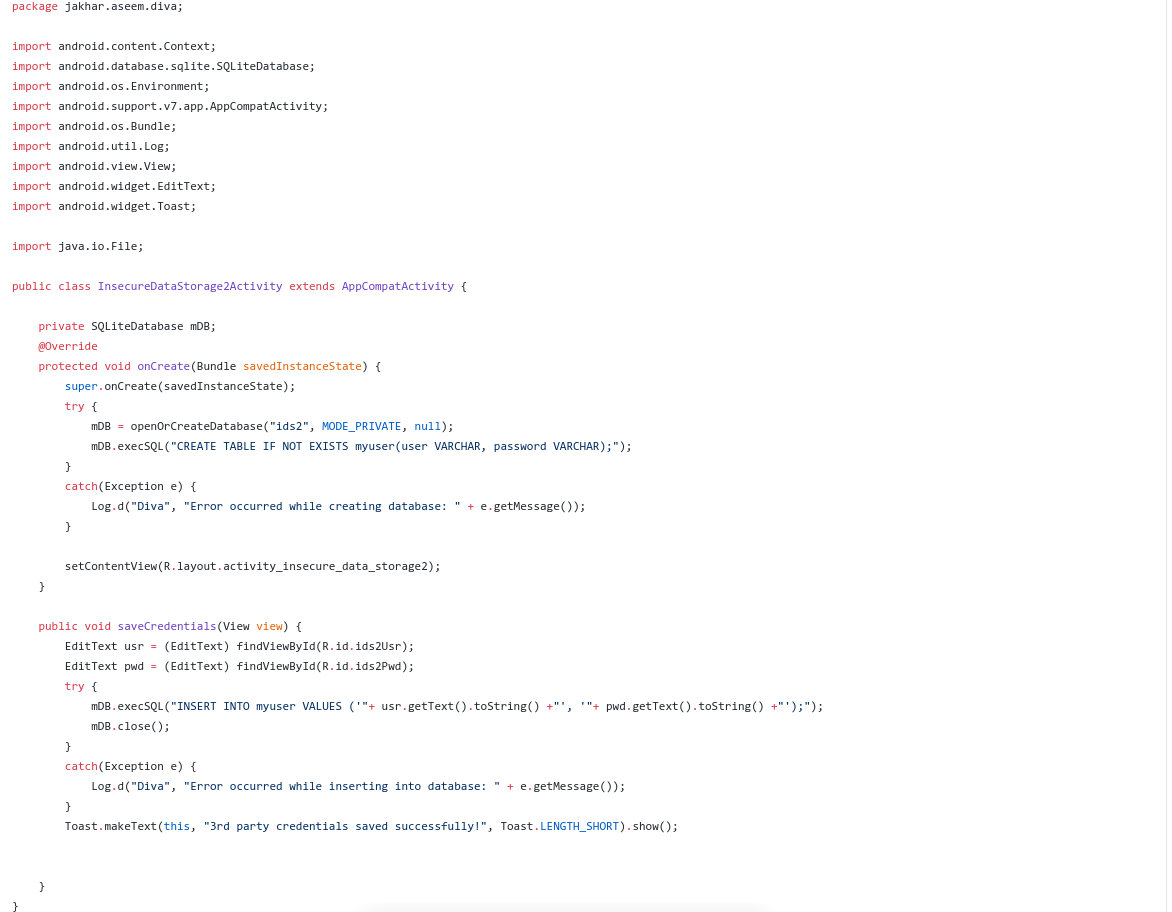 package jakhar.aseem.diva;

import android.content.Context;
import android.database.sqlite.SQLiteDatabase;
import android.os.Environment;
import android.support.v7.app.AppCompatActivity;
import android.os.Bundle;
import android.util.Log;
import android.view.View;
import android.widget.EditText;
import android.widget.Toast;

import java.io.File;

public class InsecureDataStorage2Activity extends AppCompatActivity {

    private SQLiteDatabase mDB;
    @Override
    protected void onCreate(Bundle savedInstanceState) {
        super.onCreate(savedInstanceState);
        try {
            mDB = openOrCreateDatabase("ids2", MODE_PRIVATE, null);
            mDB.execSQL("CREATE TABLE IF NOT EXISTS myuser(user VARCHAR, password VARCHAR);");
        }
        catch(Exception e) {
            Log.d("Diva", "Error occurred while creating database: " + e.getMessage());
        }

        setContentView(R.layout.activity_insecure_data_storage2);
    }

    public void saveCredentials(View view) {
        EditText usr = (EditText) findViewById(R.id.ids2Usr);
        EditText pwd = (EditText) findViewById(R.id.ids2Pwd);
        try {
            mDB.execSQL("INSERT INTO myuser VALUES ('"+ usr.getText().toString() +"', '"+ pwd.getText().toString() +"');");
            mDB.close();
        }
        catch(Exception e) {
            Log.d("Diva", "Error occurred while inserting into database: " + e.getMessage());
        }
        Toast.makeText(this, "3rd party credentials saved successfully!", Toast.LENGTH_SHORT).show();


    }
}